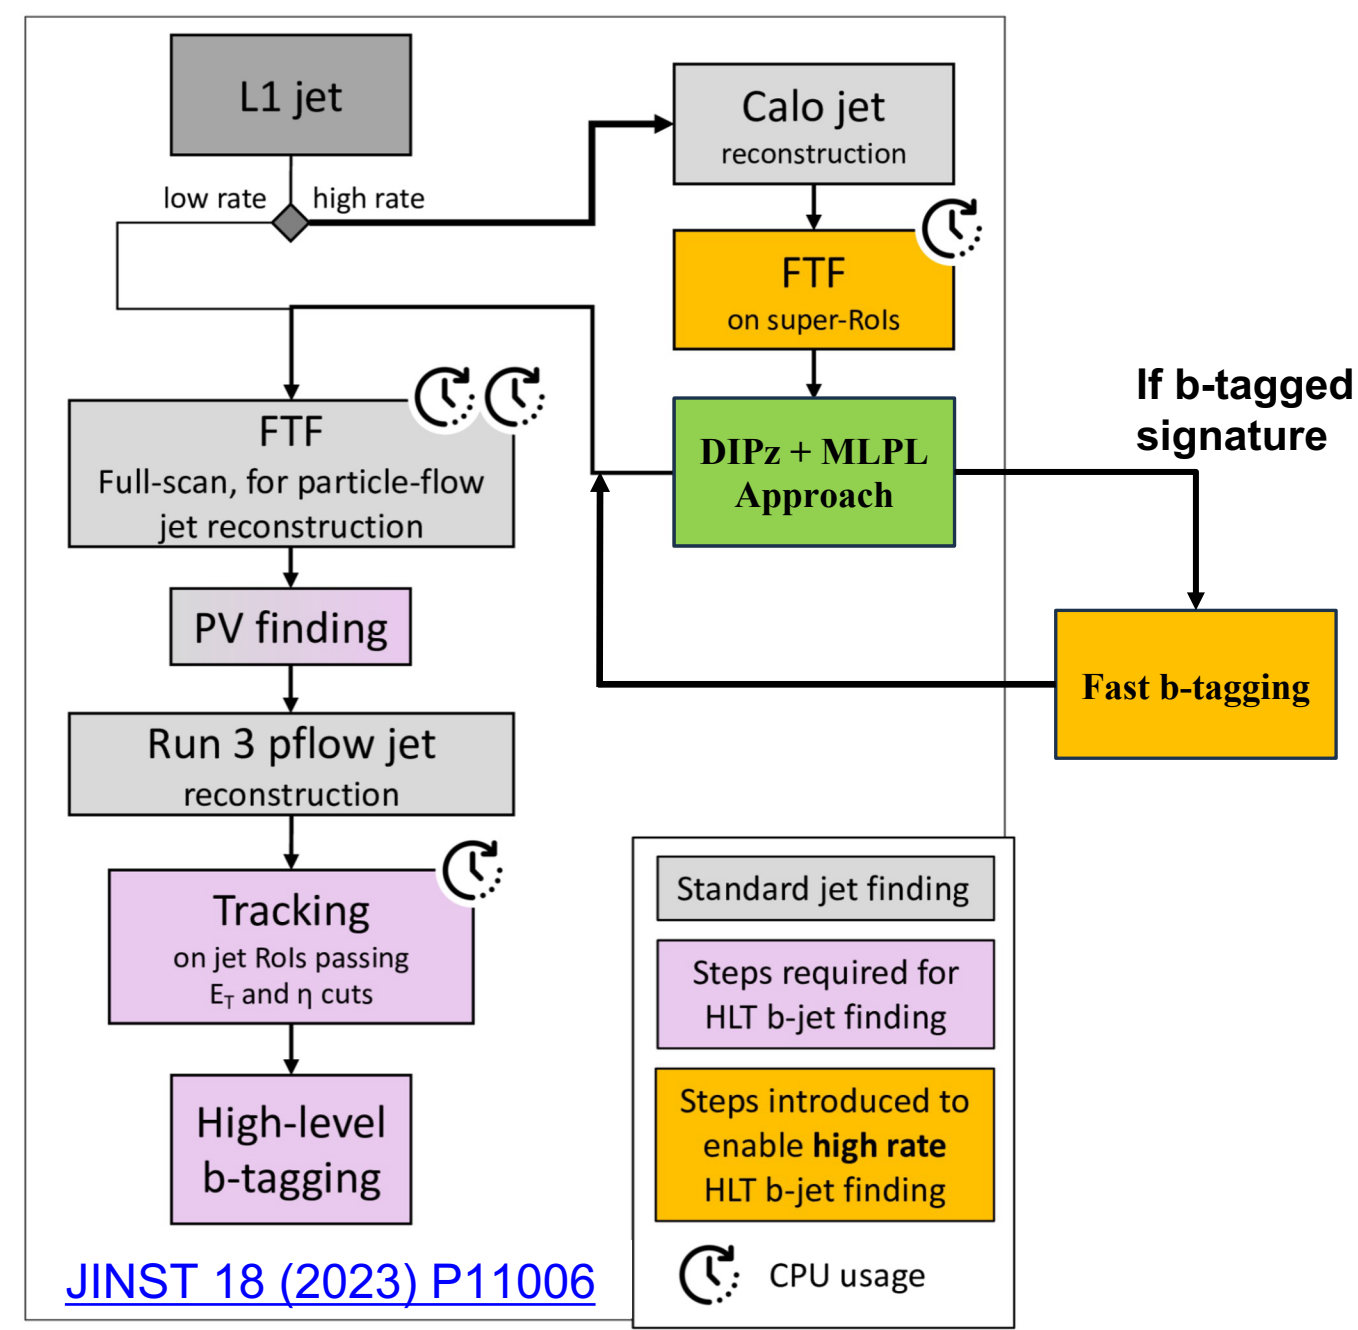 L1 jet
low rate
high rate
Calo jet
reconstruction
FTF
on super-RoIs
DIPz + MLPL
Approach
If b-tagged
signature
Fast b-tagging
FTF
Full-scan, for particle-flow
jet reconstruction
PV finding
Run 3 pflow jet
reconstruction
Tracking
on jet RoIs passing
E_T and η cuts
High-level
b-tagging
JINST 18 (2023) P11006
Standard jet finding
Steps required for
HLT b-jet finding
Steps introduced to
enable high rate
HLT b-jet finding
CPU usage